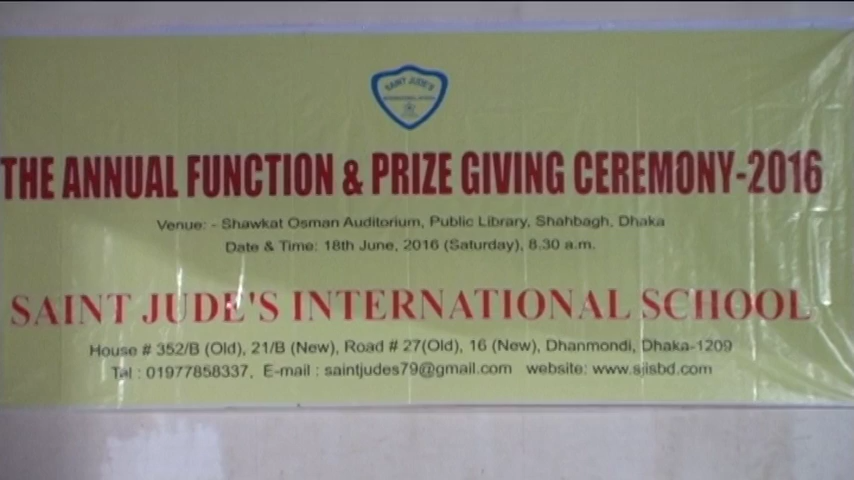 SAINT JUDE'S
THE ANNUAL FUNCTION & PRIZE GIVING CEREMONY-2016
Venue: - Shawkat Osman Auditorium, Public Library, Shahbagh, Dhaka
Date & Time: 18th June, 2016 (Saturday), 8.30 a.m.
SAINT JUDE'S INTERNATIONAL SCHOOL
House # 352/B (Old), 21/B (New), Road # 27(Old), 16 (New), Dhanmondi, Dhaka-1209
Tel : 01977858337, E-mail : saintjudes79@gmail.com website: www.sjisbd.com